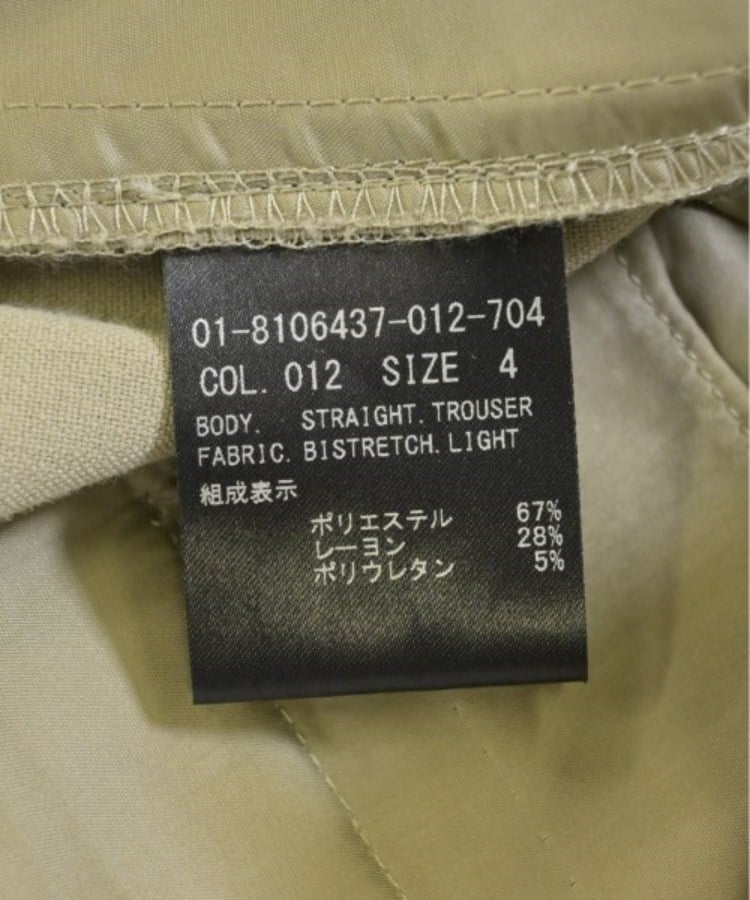 01-8106437-012-704
COL. 012 SIZE 4
BODY. STRAIGHT. TROUSER
FABRIC. BISTRETCH. LIGHT
組成表示
ポリエステル 67%
レーヨン 28%
ポリウレタン 5%